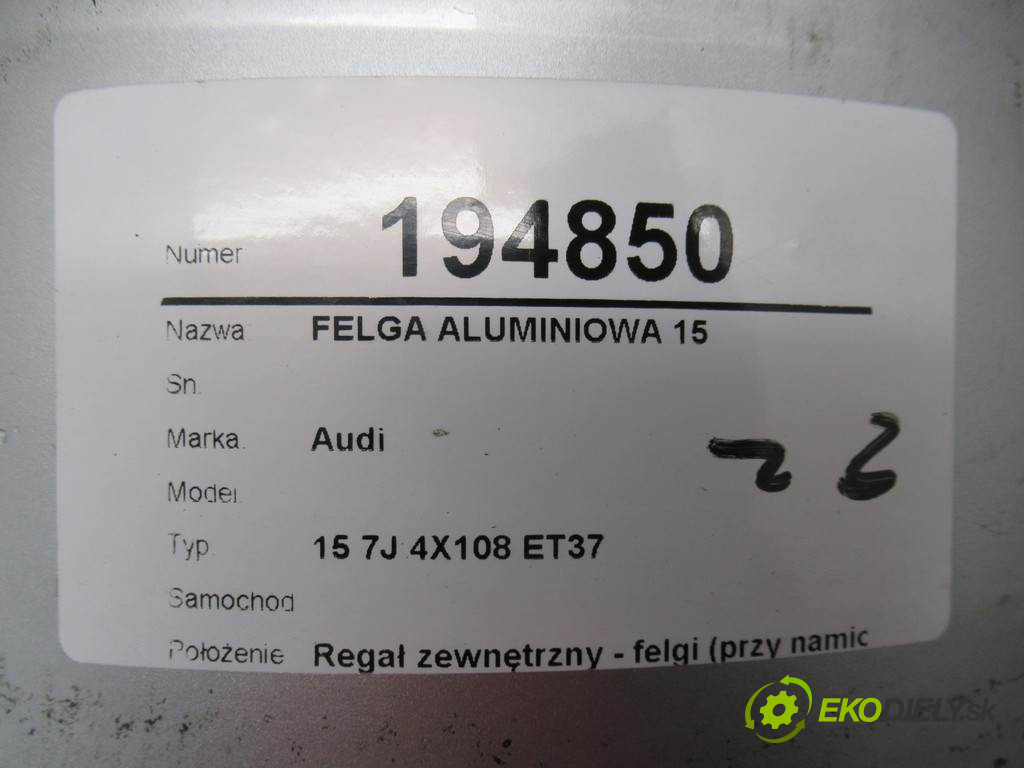 Numer 194850
Nazwa FELGA ALUMINIOWA 15
Sn.
Marka. Audi
Model
Typ 15 7J 4X108 ET37
Samochod
Położenie Regał zewnętrzny - felgi (przy namic
EKODIELY.sk